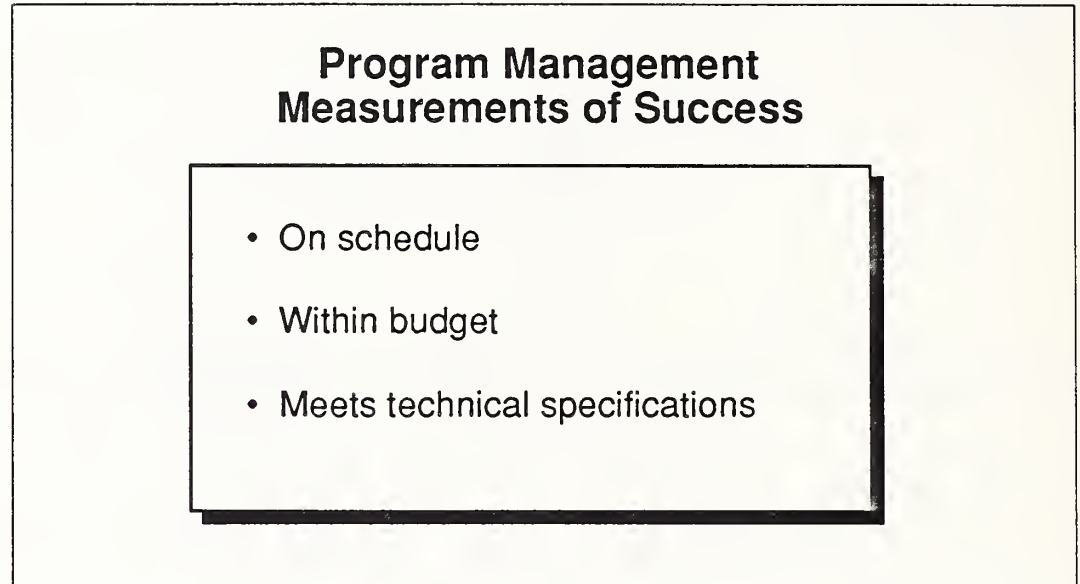 Program Management
Measurements of Success
• On schedule
• Within budget
• Meets technical specifications